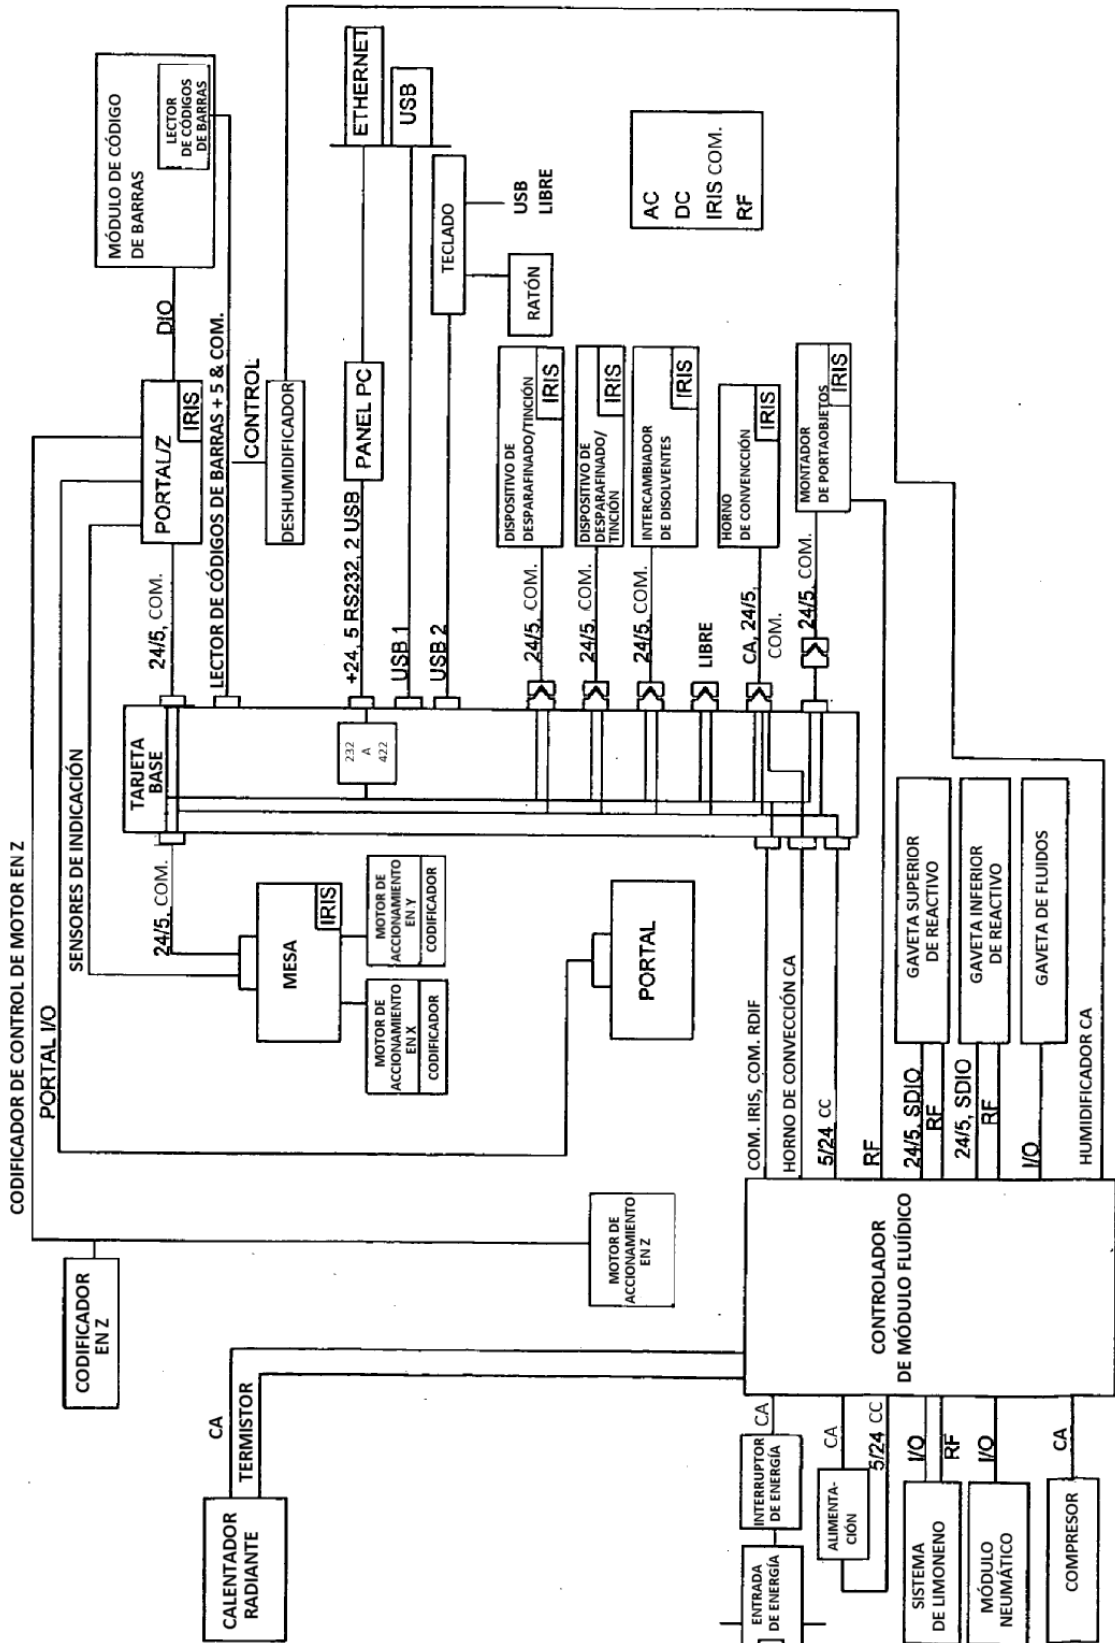 CODIFICADOR DE CONTROL DE MOTOR EN Z
PORTAL I/O
SENSORES DE INDICACIÓN
CODIFICADOR
EN Z
MÓDULO DE CÓDIGO
DE BARRAS
LECTOR
DE CÓDIGOS
DE BARRAS
TARJETA
BASE
24/5, COM.
24/5, COM.
PORTAL/Z
IRIS
DIO
LECTOR DE CÓDIGOS DE BARRAS + 5 & COM.
CONTROL
DESHUMIDIFICADOR
CALENTADOR
RADIANTE
CA
TERMISTOR
MESA
IRIS
MOTOR DE
ACCIONAMIENTO
EN X
CODIFICADOR
MOTOR DE
ACCIONAMIENTO
EN Y
CODIFICADOR
232
A
422
+24, 5 RS232, 2 USB
PANEL PC
ETHERNET
USB 1
USB
USB 2
TECLADO
RATÓN
USB
LIBRE
DISPOSITIVO DE
DESPARAFINADO/TINCIÓN
IRIS
24/5, COM.
DISPOSITIVO DE
DESPARAFINADO/
TINCIÓN
IRIS
24/5, COM.
INTERCAMBIADOR
DE DISOLVENTES
IRIS
24/5, COM.
LIBRE
HORNO
DE CONVENCCIÓN
IRIS
CA, 24/5,
COM.
MONTADOR
DE PORTAOBJETOS
IRIS
24/5, COM.
AC
DC
IRIS COM.
RF
MOTOR DE
ACCIONAMIENTO
EN Z
PORTAL
ENTRADA
DE ENERGÍA
INTERRUPTOR
DE ENERGÍA
CA
ALIMENTA-
CIÓN
CA
5/24 CC
SISTEMA
DE LIMONENO
I/O
RF
MÓDULO
NEUMÁTICO
I/O
COMPRESOR
CA
CONTROLADOR
DE MÓDULO FLUÍDICO
COM. IRIS, COM. RDIF
HORNO DE CONVECCIÓN CA
5/24 CC
RF
24/5, SDIO
RF
GAVETA SUPERIOR
DE REACTIVO
24/5, SDIO
RF
GAVETA INFERIOR
DE REACTIVO
I/O
GAVETA DE FLUIDOS
HUMIDIFICADOR CA